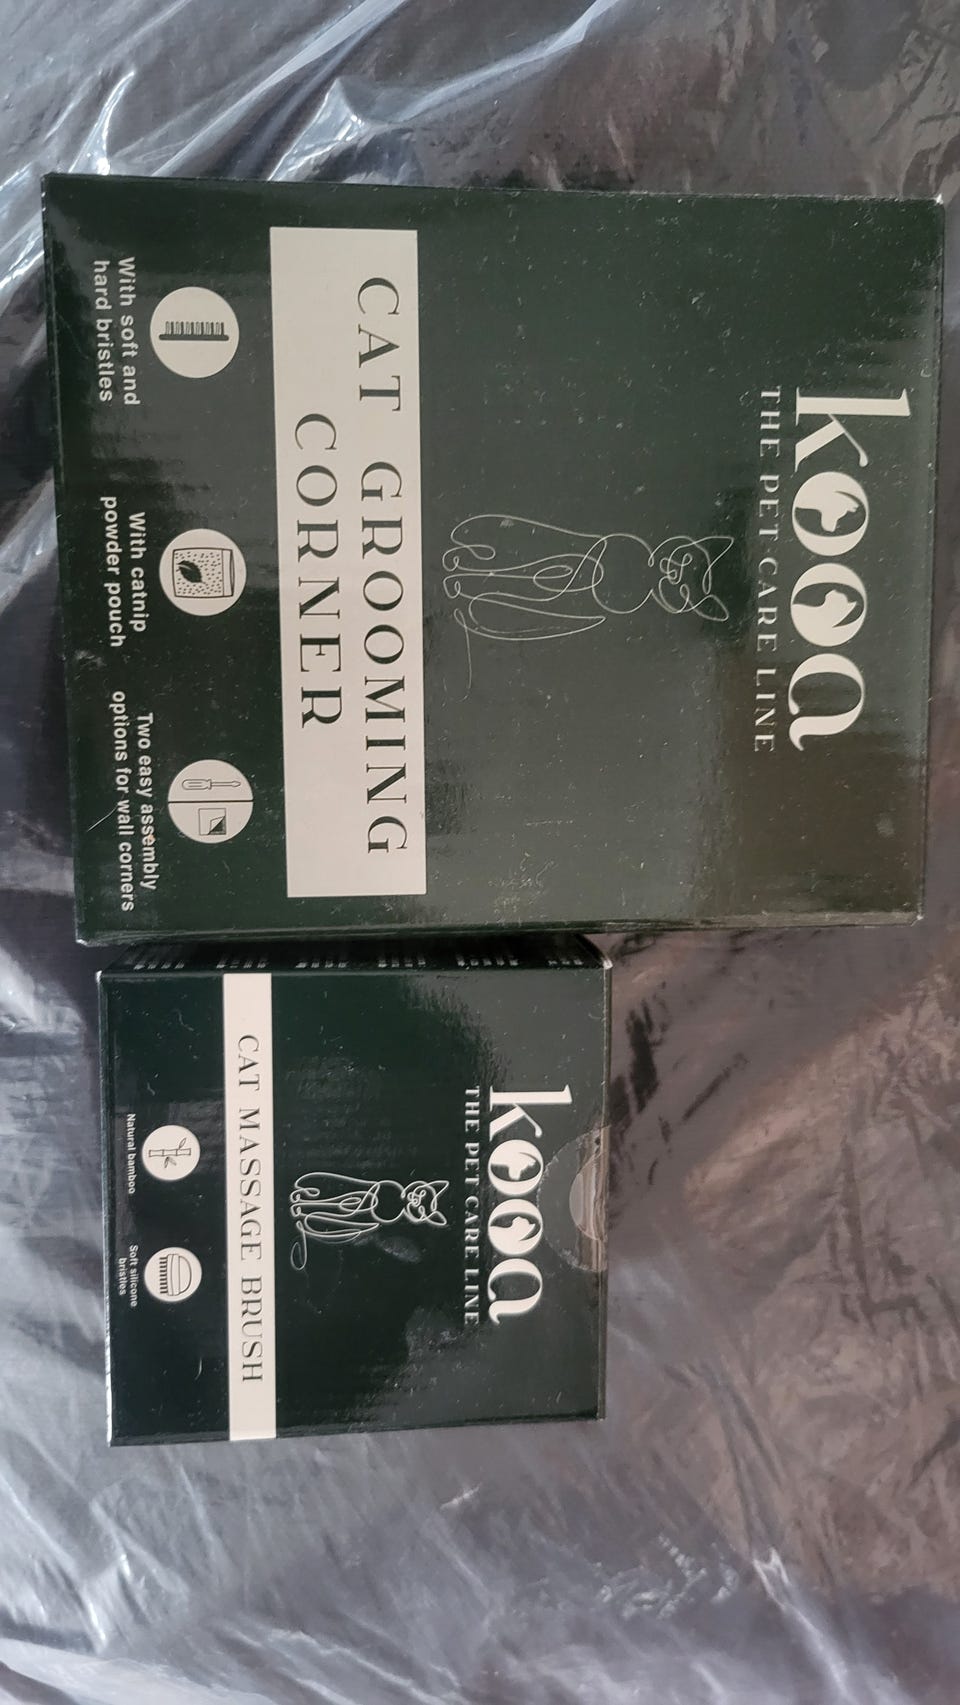 kooa
THE PET CARE LINE
CAT GROOMING
CORNER
With soft and
hard bristles
With catnip
powder pouch
Two easy assembly
options for wall corners
kooa
THE PET CARE LINE
CAT MASSAGE BRUSH
Natural bamboo
Soft silicone
bristles